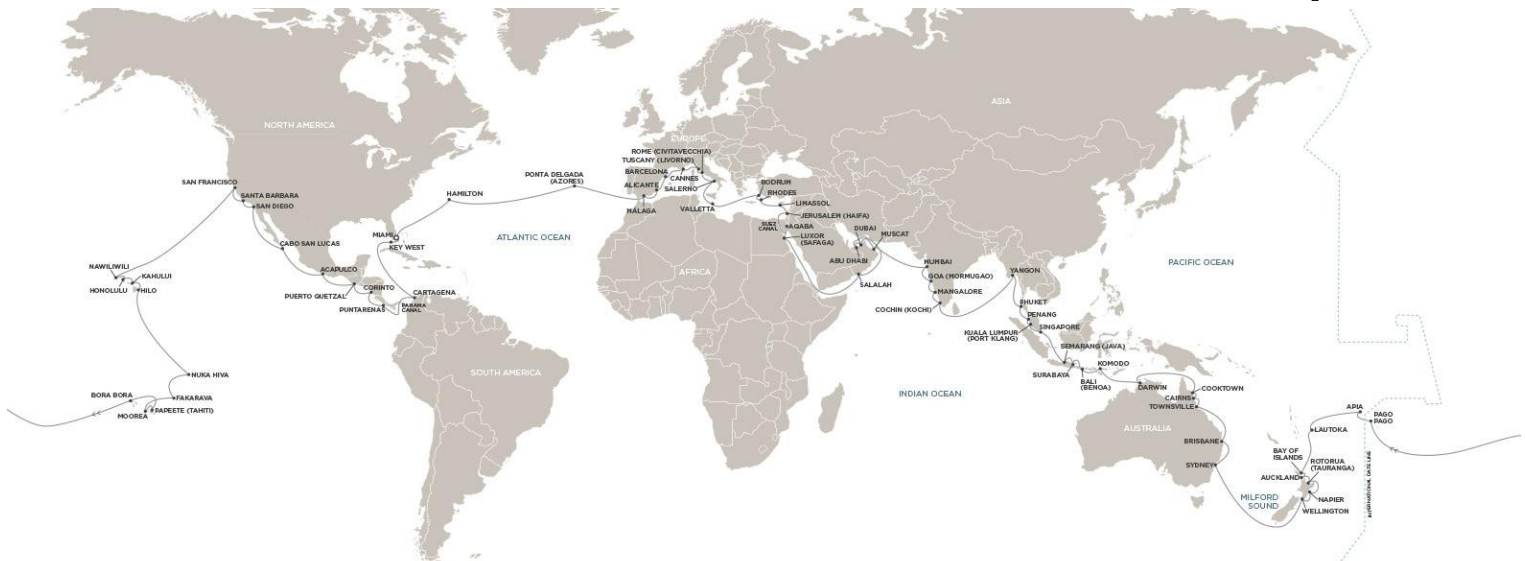 NORTH AMERICA
ASIA
EUROPE
ROME (CIVITAVECCHIA)
TUSCANY (LIVORNO)
BARCELONA
CANNES
PONTA DELGADA
(AZORES)
ALICANTE
SALERNO
BODRUM
RHODES
SAN FRANCISCO
SANTA BARBARA
SAN DIEGO
HAMILTON
MÁLAGA
VALLETTA
LIMASSOL
JERUSALEM (HAIFA)
SUEZ
CANAL
AQABA
LUXOR
(SAFAGA)
DUBAI
MUSCAT
MIAMI
KEY WEST
ATLANTIC OCEAN
CABO SAN LUCAS
ABU DHABI
MUMBAI
PACIFIC OCEAN
NAWILIWILI
KAHULUI
HONOLULU
HILO
ACAPULCO
AFRICA
SALALAH
GOA (MORMUGAO)
YANGON
PUERTO QUETZAL
CORINTO
CARTAGENA
MANGALORE
PUNTARENAS
PANAMA
CANAL
COCHIN (KOCHI)
PHUKET
PENANG
KUALA LUMPUR
(PORT KLANG)
SINGAPORE
SEMARANG (JAVA)
SURABAYA
KOMODO
BALI
(BENOA)
NUKA HIVA
SOUTH AMERICA
DARWIN
COOKTOWN
BORA BORA
FAKARAVA
INDIAN OCEAN
CAIRNS
TOWNSVILLE
MOOREA
PAPEETE (TAHITI)
APIA
PAGO
PAGO
AUSTRALIA
LAUTOKA
BRISBANE
BAY OF
ISLANDS
ROTORUA
(TAURANGA)
SYDNEY
AUCKLAND
NAPIER
MILFORD
SOUND
WELLINGTON
INTERNATIONAL DATE LINE